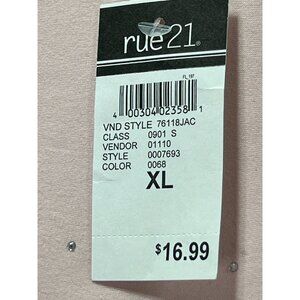 rue21®
FL_197
4 00304 02358 1
VND STYLE 76118JAC
CLASS 0901 S
VENDOR 01110
STYLE 0007693
COLOR 0068
XL
$16.99